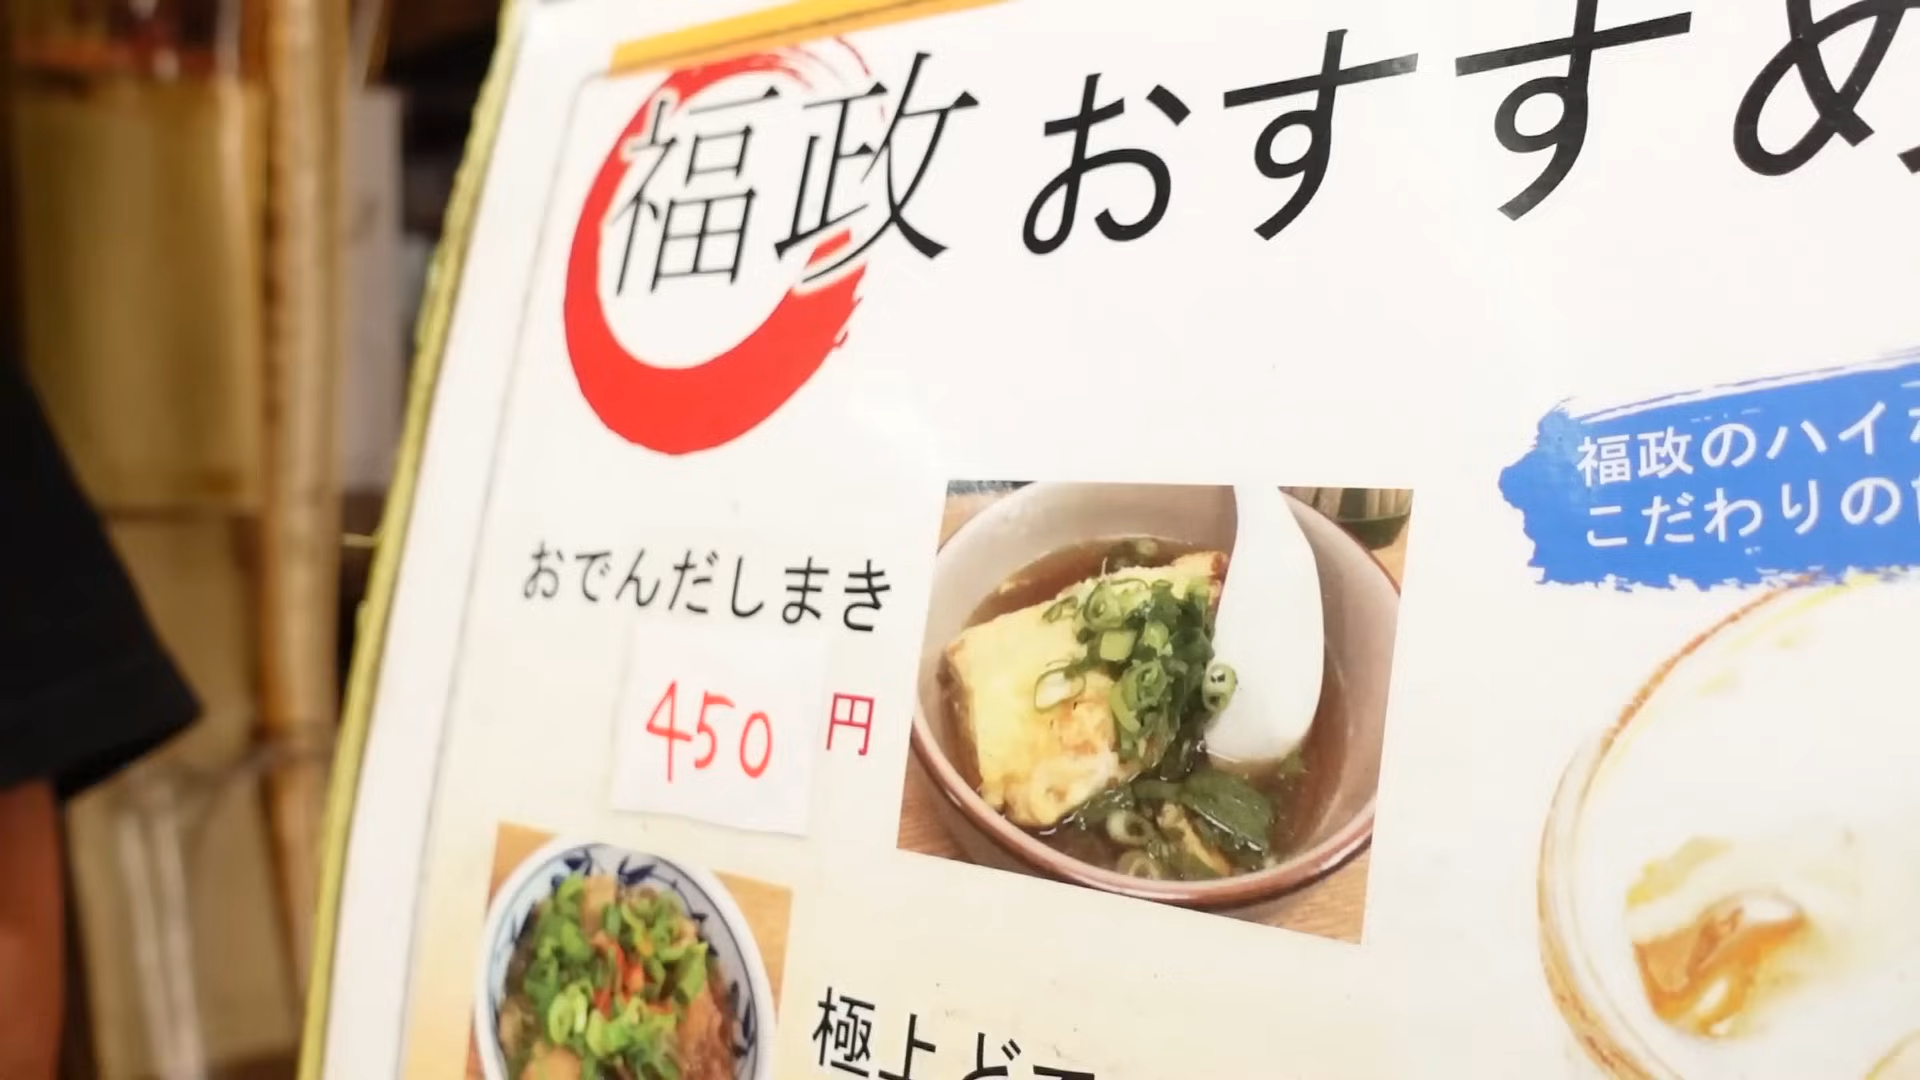 福政 おすすめ
福政のハイ
こだわりの
おでんだしまき
450 円
極上どて